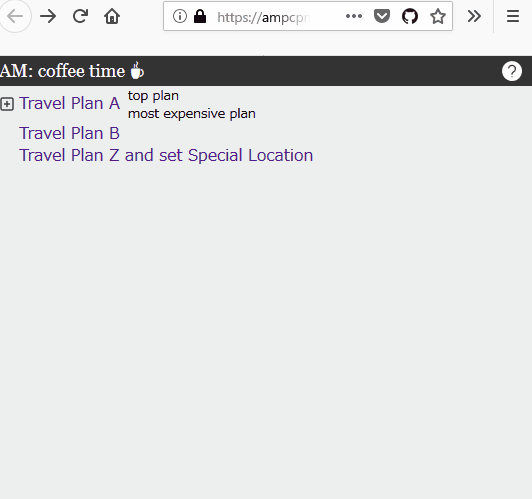 https://ampcpr
AM: coffee time
?
Travel Plan A
top plan
most expensive plan
Travel Plan B
Travel Plan Z and set Special Location